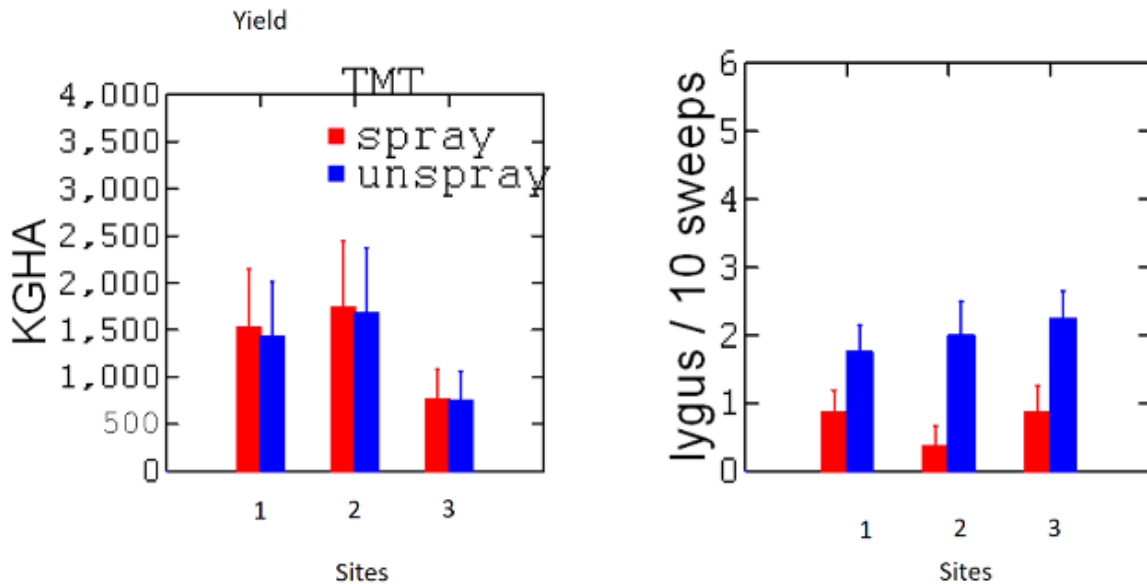 Yield
TMT
spray
unspray
4,000
3,500
3,000
2,500
2,000
1,500
1,000
500
0
KGHA
1 2 3
Sites
6
5
4
3
2
1
0
lygus / 10 sweeps
1 2 3
Sites